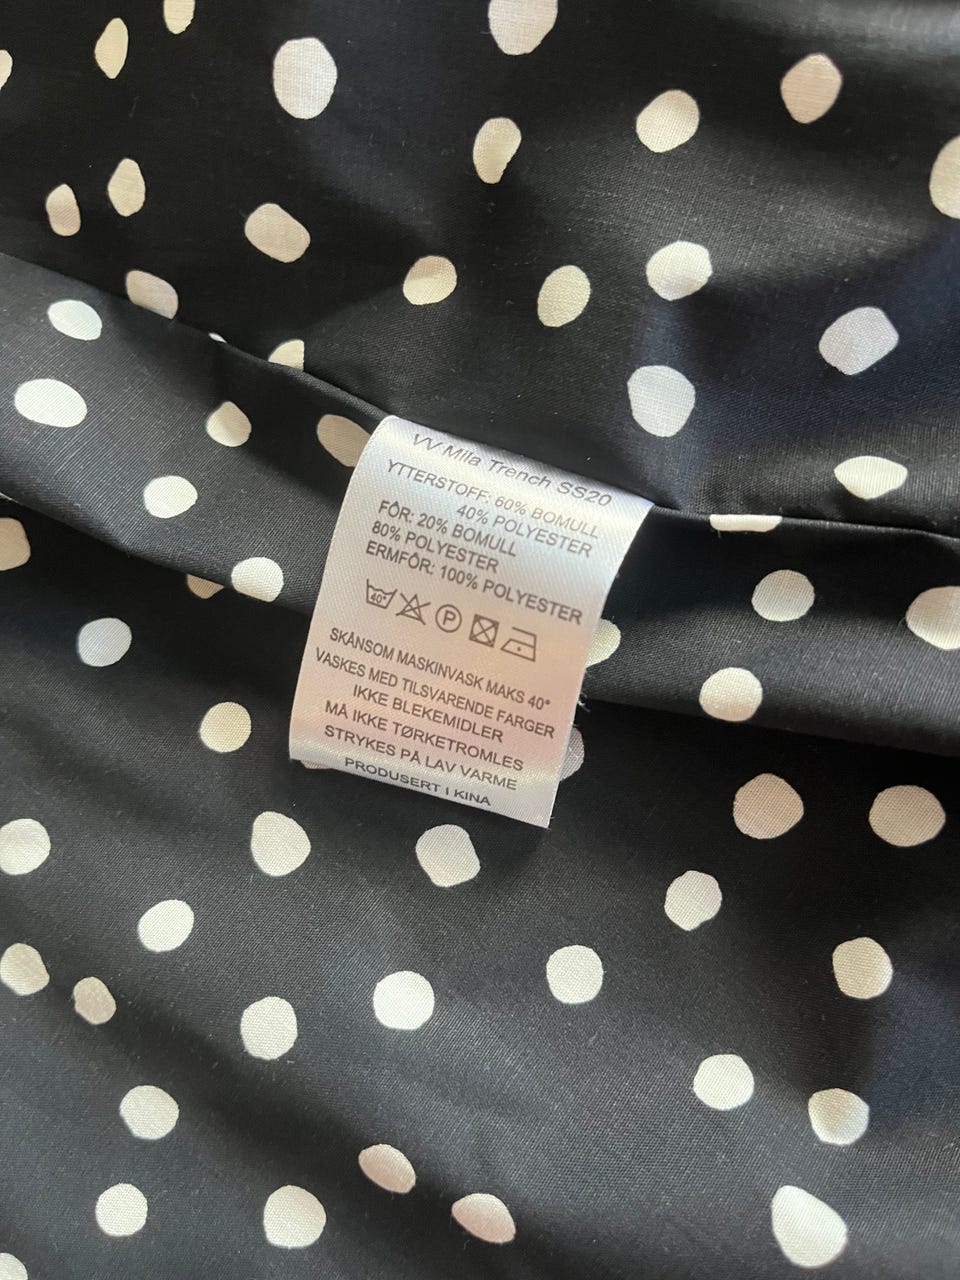 VV Mila Trench SS20
YTTERSTOFF: 60% BOMULL
40% POLYESTER
FÔR: 20% BOMULL
80% POLYESTER
ERMFÔR: 100% POLYESTER
40° P
SKÅNSOM MASKINVASK MAKS 40°
VASKES MED TILSVARENDE FARGER
IKKE BLEKEMIDLER
MÅ IKKE TØRKETROMLES
STRYKES PÅ LAV VARME
PRODUSERT I KINA